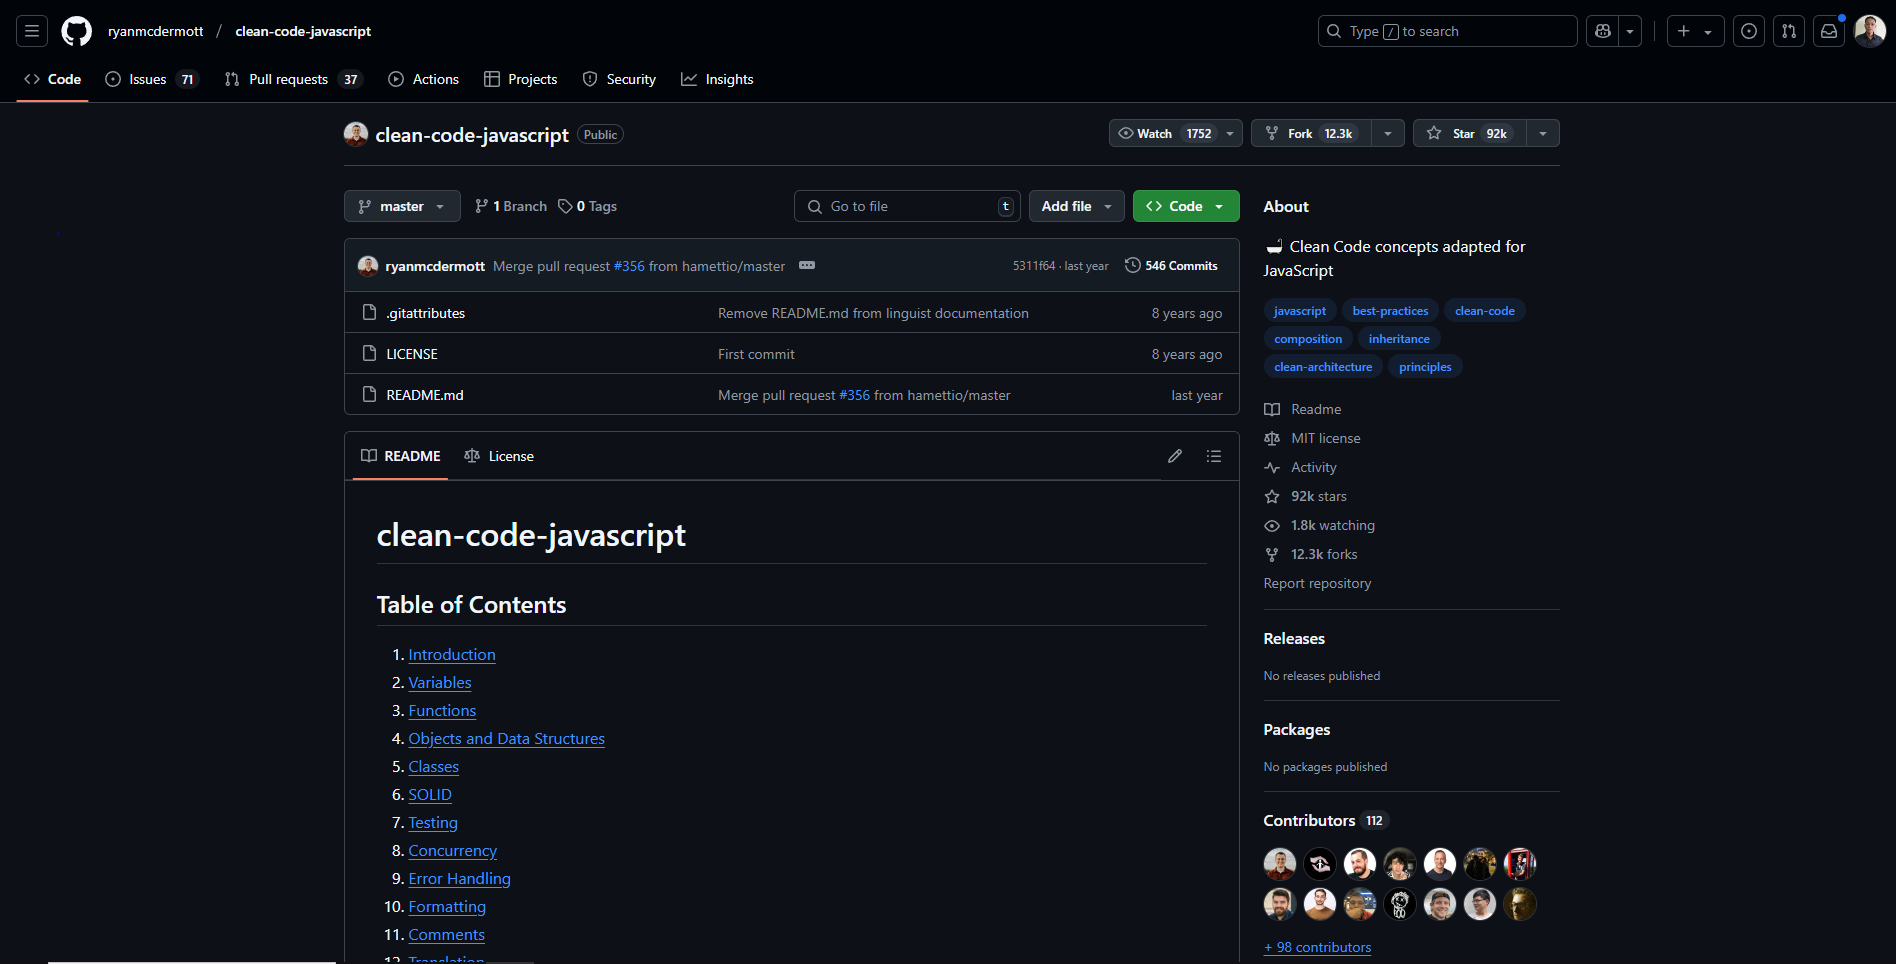 ryanmcdermott / clean-code-javascript
Type / to search
Code
Issues 71
Pull requests 37
Actions
Projects
Security
Insights
clean-code-javascript Public
Watch 1752
Fork 12.3k
Star 92k
master
1 Branch
0 Tags
Go to file t
Add file
Code
ryanmcdermott Merge pull request #356 from hamettio/master
5311f64 · last year
546 Commits
.gitattributes Remove README.md from linguist documentation 8 years ago
LICENSE First commit 8 years ago
README.md Merge pull request #356 from hamettio/master last year
README
License
clean-code-javascript
Table of Contents
1. Introduction
2. Variables
3. Functions
4. Objects and Data Structures
5. Classes
6. SOLID
7. Testing
8. Concurrency
9. Error Handling
10. Formatting
11. Comments
12. Translation
About
Clean Code concepts adapted for
JavaScript
javascript best-practices clean-code
composition inheritance
clean-architecture principles
Readme
MIT license
Activity
92k stars
1.8k watching
12.3k forks
Report repository
Releases
No releases published
Packages
No packages published
Contributors 112
+ 98 contributors